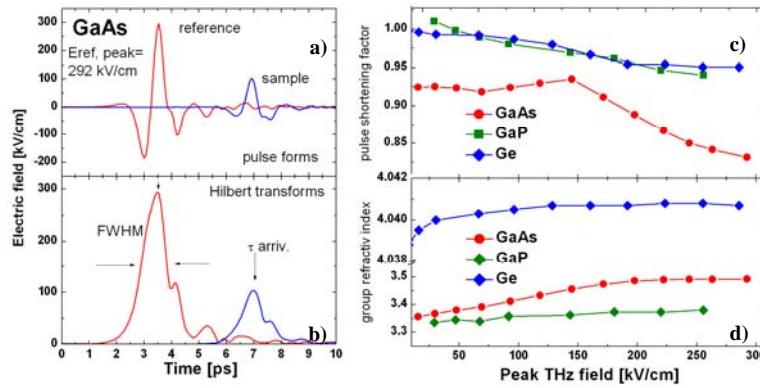 GaAs
Eref, peak=
292 kV/cm
reference
a)
sample
pulse forms
300
200
100
0
-100
-200
Electric field [kV/cm]
Hilbert transforms
FWHM
τ arriv.
b)
300
200
100
0
0 1 2 3 4 5 6 7 8 9 10
Time [ps]
c)
pulse shortening factor
1.00
0.95
0.90
0.85
GaAs
GaP
Ge
4.042
4.040
4.038
3.5
3.4
3.3
group refractiv index
GaAs
GaP
Ge
d)
50 100 150 200 250
Peak THz field [kV/cm]